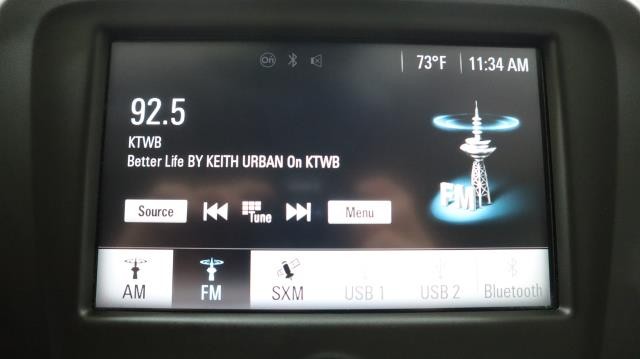 On 73°F 11:34 AM
92.5
KTWB
Better Life BY KEITH URBAN On KTWB
FM
Source Tune Menu
AM FM SXM USB 1 USB 2 Bluetooth